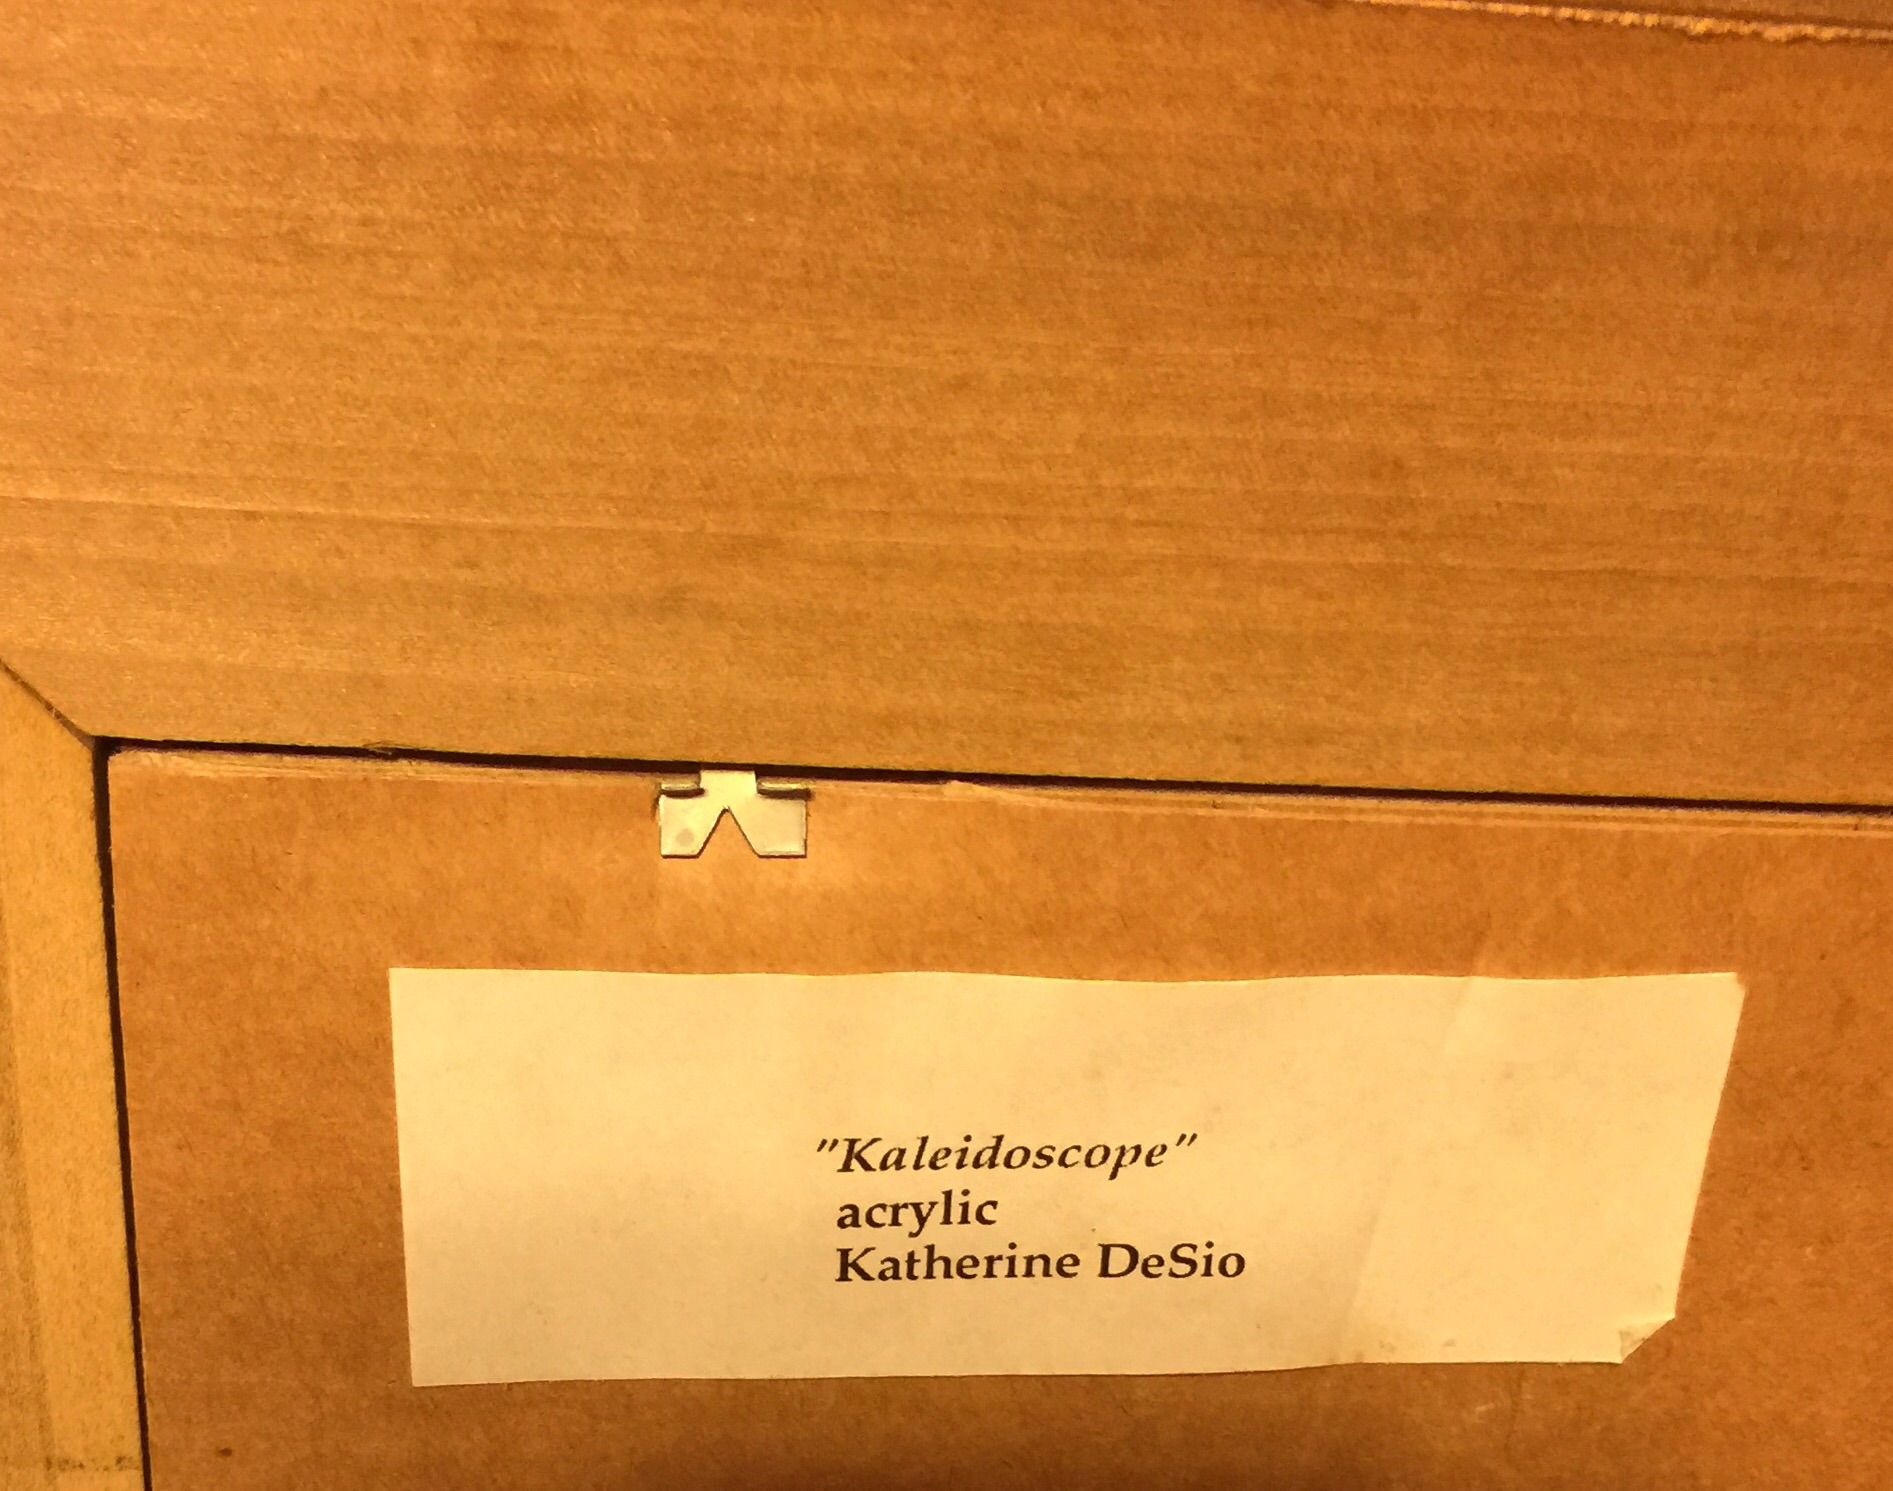 "Kaleidoscope"
acrylic
Katherine DeSio